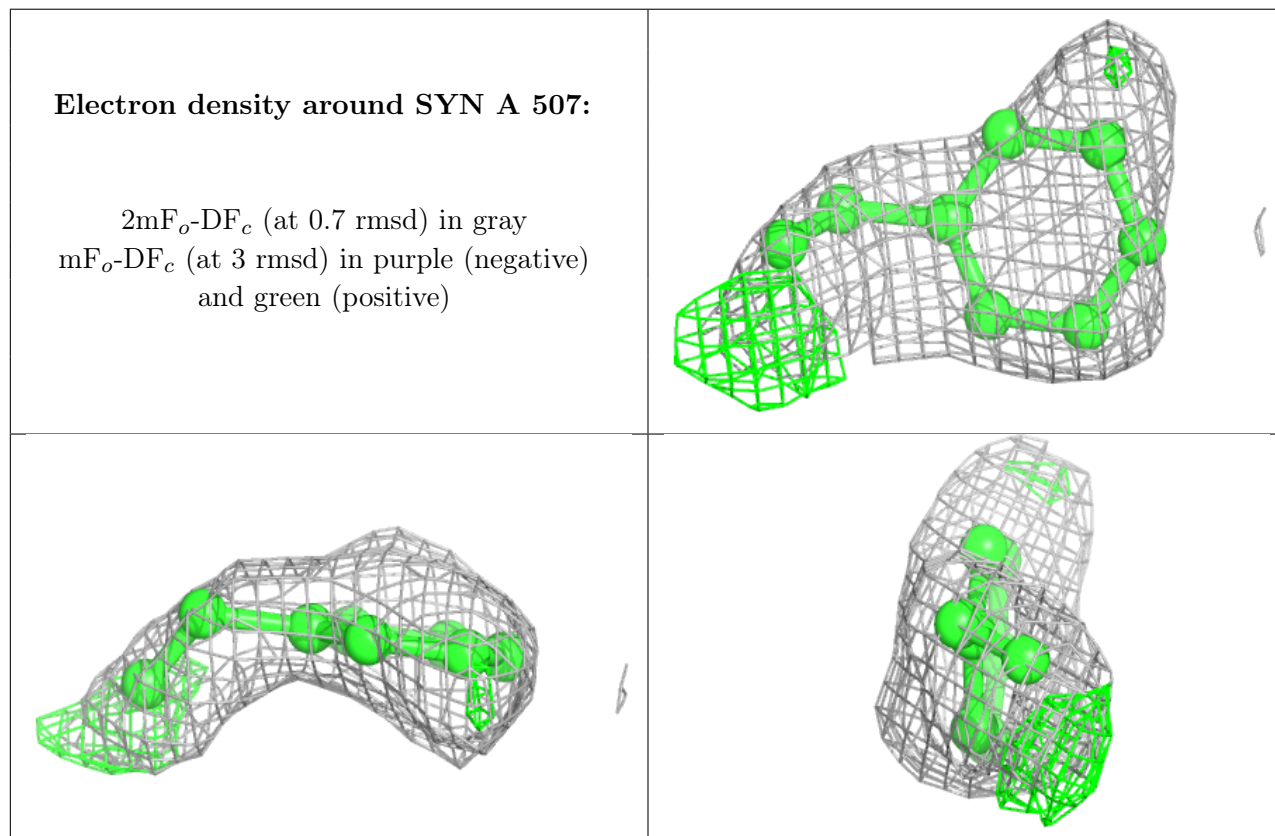 Electron density around SYN A 507:
2mFₒ-DF𝒸 (at 0.7 rmsd) in gray
mFₒ-DF𝒸 (at 3 rmsd) in purple (negative)
and green (positive)